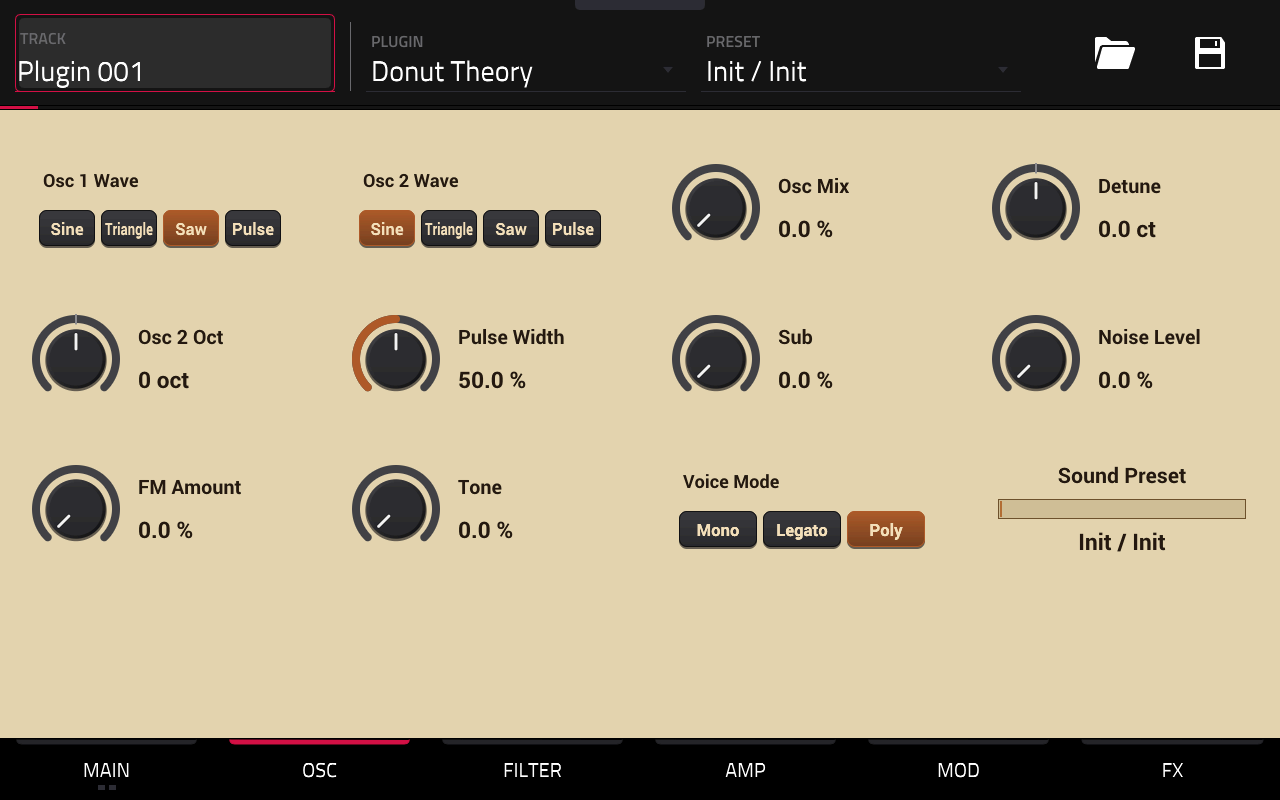 TRACK
Plugin 001
PLUGIN
Donut Theory
PRESET
Init / Init
Osc 1 Wave
Sine Triangle Saw Pulse
Osc 2 Wave
Sine Triangle Saw Pulse
Osc Mix
0.0 %
Detune
0.0 ct
Osc 2 Oct
0 oct
Pulse Width
50.0 %
Sub
0.0 %
Noise Level
0.0 %
FM Amount
0.0 %
Tone
0.0 %
Voice Mode
Mono Legato Poly
Sound Preset
Init / Init
MAIN OSC FILTER AMP MOD FX